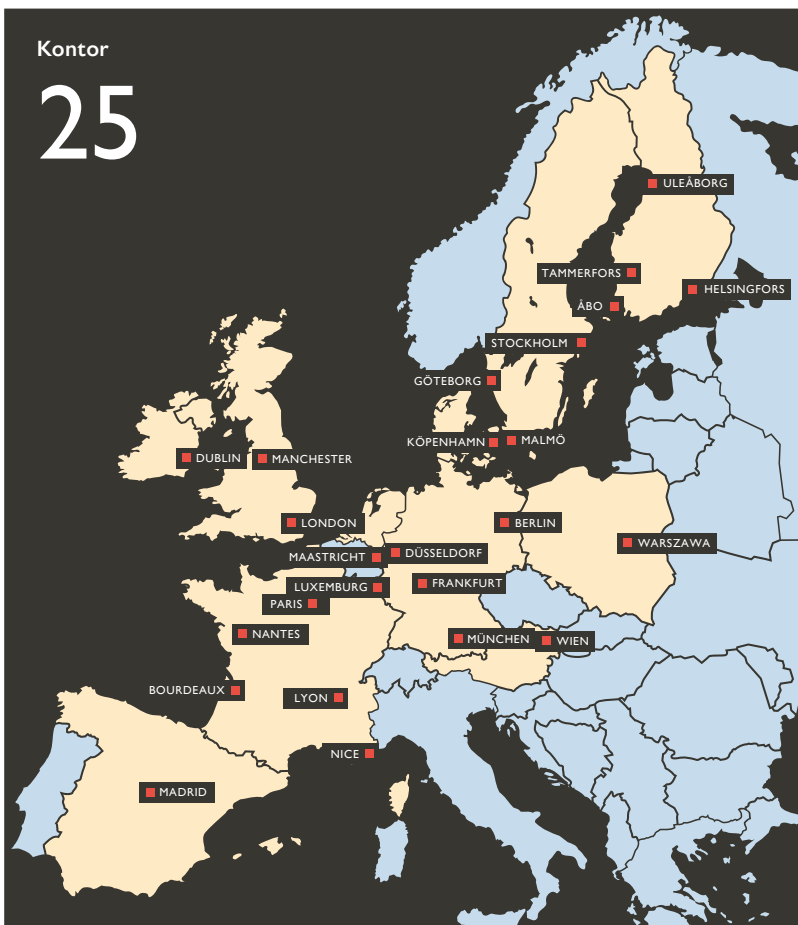 Kontor
25
ULEÅBORG
TAMMERFORS
HELSINGFORS
ÅBO
STOCKHOLM
GÖTEBORG
KÖPENHAMN
MALMÖ
DUBLIN
MANCHESTER
LONDON
BERLIN
WARSZAWA
MAASTRICHT
DÜSSELDORF
LUXEMBURG
FRANKFURT
PARIS
NANTES
MÜNCHEN
WIEN
BOURDEAUX
LYON
NICE
MADRID